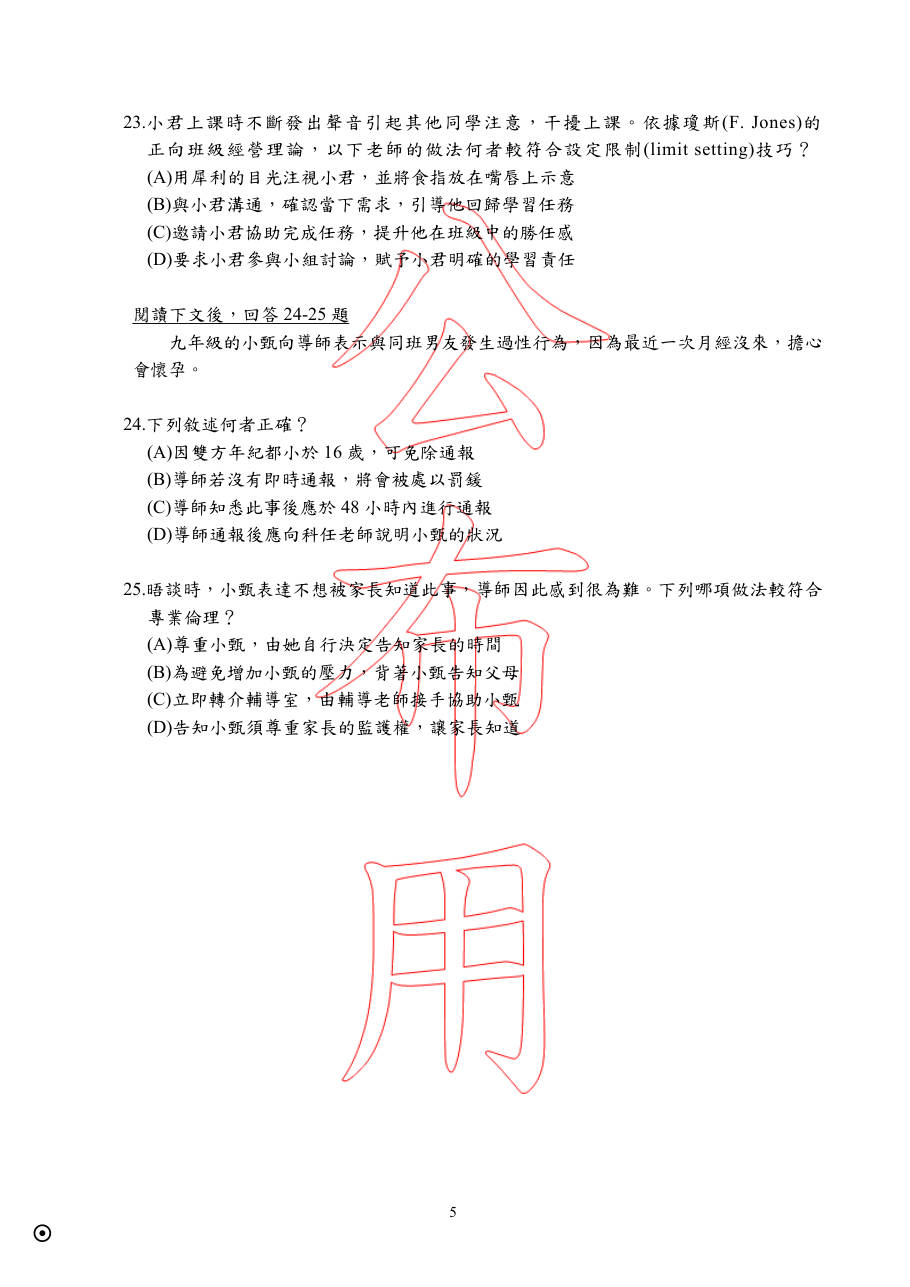 23.小君上課時不斷發出聲音引起其他同學注意，干擾上課。依據瓊斯(F. Jones)的
正向班級經營理論，以下老師的做法何者較符合設定限制(limit setting)技巧？
(A)用犀利的目光注視小君，並將食指放在嘴唇上示意
(B)與小君溝通，確認當下需求，引導他回歸學習任務
(C)邀請小君協助完成任務，提升他在班級中的勝任感
(D)要求小君參與小組討論，賦予小君明確的學習責任
閱讀下文後，回答 24-25 題
九年級的小甄向導師表示與同班男友發生過性行為，因為最近一次月經沒來，擔心
會懷孕。
24.下列敘述何者正確？
(A)因雙方年紀都小於 16 歲，可免除通報
(B)導師若沒有即時通報，將會被處以罰鍰
(C)導師知悉此事後應於 48 小時內進行通報
(D)導師通報後應向科任老師說明小甄的狀況
25.晤談時，小甄表達不想被家長知道此事，導師因此感到很為難。下列哪項做法較符合
專業倫理？
(A)尊重小甄，由她自行決定告知家長的時間
(B)為避免增加小甄的壓力，背著小甄告知父母
(C)立即轉介輔導室，由輔導老師接手協助小甄
(D)告知小甄須尊重家長的監護權，讓家長知道
公
布
用
5